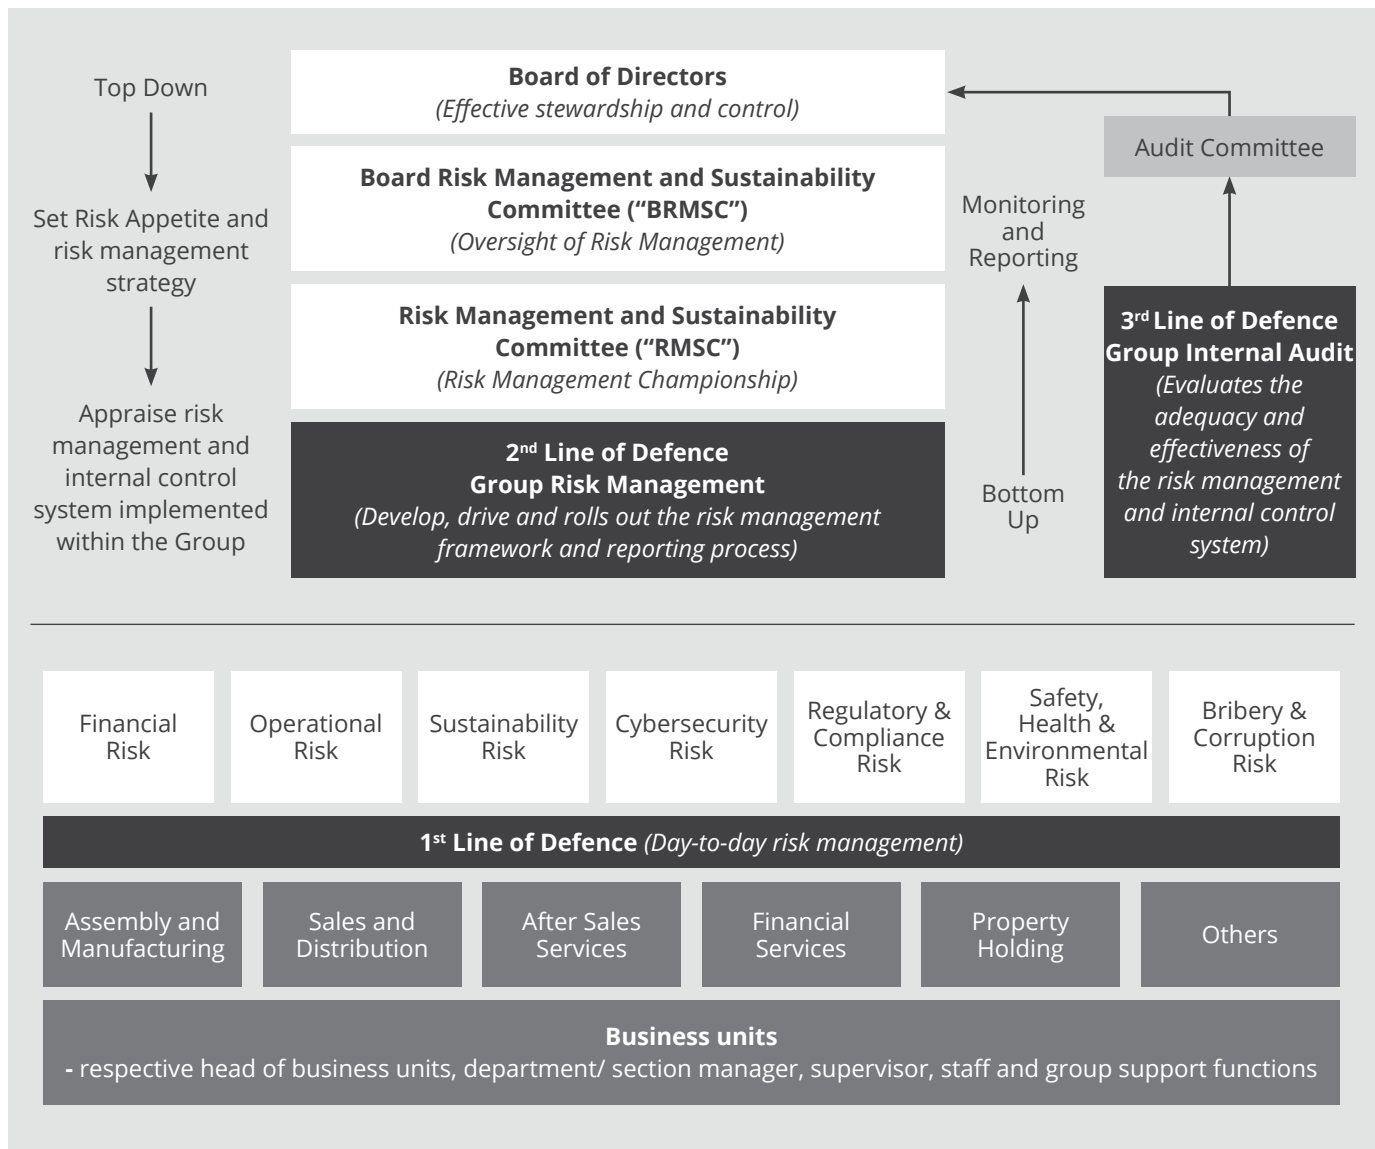 Top Down
Set Risk Appetite and
risk management
strategy
Appraise risk
management and
internal control
system implemented
within the Group
Board of Directors
(Effective stewardship and control)
Board Risk Management and Sustainability
Committee (“BRMSC”)
(Oversight of Risk Management)
Risk Management and Sustainability
Committee (“RMSC”)
(Risk Management Championship)
2nd Line of Defence
Group Risk Management
(Develop, drive and rolls out the risk management
framework and reporting process)
Monitoring
and
Reporting
Bottom
Up
Audit Committee
3rd Line of Defence
Group Internal Audit
(Evaluates the
adequacy and
effectiveness of
the risk management
and internal control
system)
Financial
Risk
Operational
Risk
Sustainability
Risk
Cybersecurity
Risk
Regulatory &
Compliance
Risk
Safety,
Health &
Environmental
Risk
Bribery &
Corruption
Risk
1st Line of Defence (Day-to-day risk management)
Assembly and
Manufacturing
Sales and
Distribution
After Sales
Services
Financial
Services
Property
Holding
Others
Business units
- respective head of business units, department/ section manager, supervisor, staff and group support functions